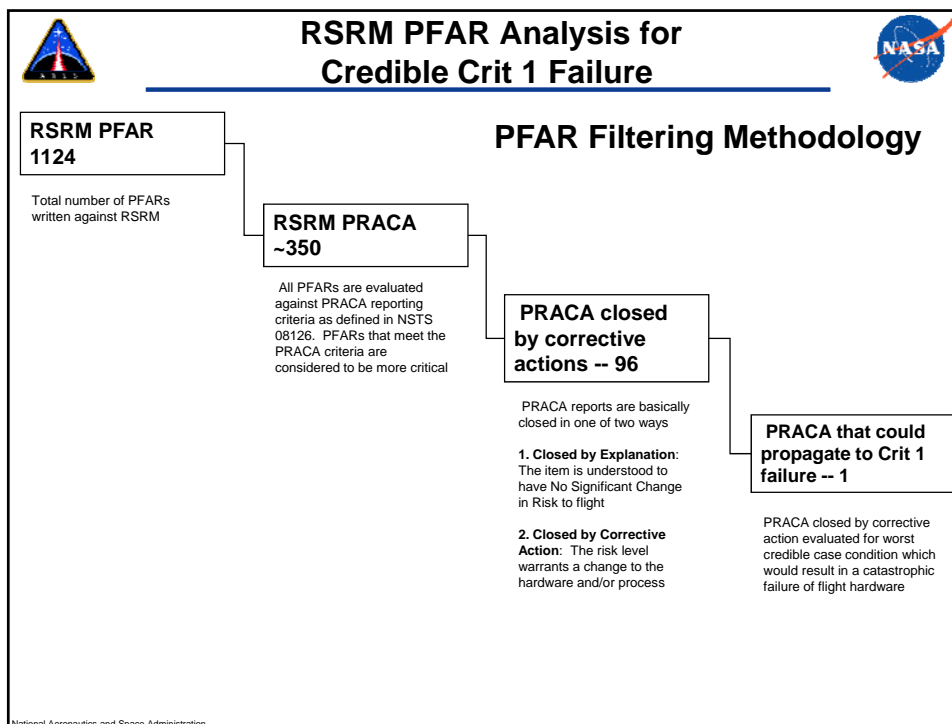 RSRM PFAR Analysis for
Credible Crit 1 Failure
ARES
NASA
PFAR Filtering Methodology
RSRM PFAR
1124
Total number of PFARs
written against RSRM
RSRM PRACA
~350
All PFARs are evaluated
against PRACA reporting
criteria as defined in NSTS
08126. PFARs that meet the
PRACA criteria are
considered to be more critical
PRACA closed
by corrective
actions -- 96
PRACA reports are basically
closed in one of two ways
1. Closed by Explanation:
The item is understood to
have No Significant Change
in Risk to flight
2. Closed by Corrective
Action: The risk level
warrants a change to the
hardware and/or process
PRACA that could
propagate to Crit 1
failure -- 1
PRACA closed by corrective
action evaluated for worst
credible case condition which
would result in a catastrophic
failure of flight hardware
National Aeronautics and Space Administration